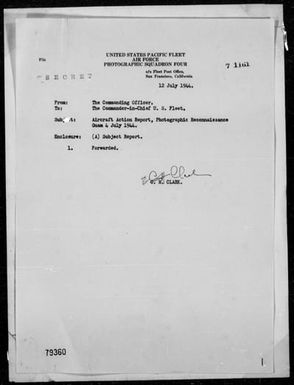 UNITED STATES PACIFIC FLEET
AIR FORCE
PHOTOGRAPHIC SQUADRON FOUR
7 1161
c/o Fleet Post Office,
San Francisco, California
SECRET
12 July 1944.
From: The Commanding Officer.
To: The Commander-in-Chief U. S. Fleet.
Subject: Aircraft Action Report, Photographic Reconnaissance
Guam 4 July 1944.
Enclosure: (A) Subject Report.
1. Forwarded.
CLARK.
79360